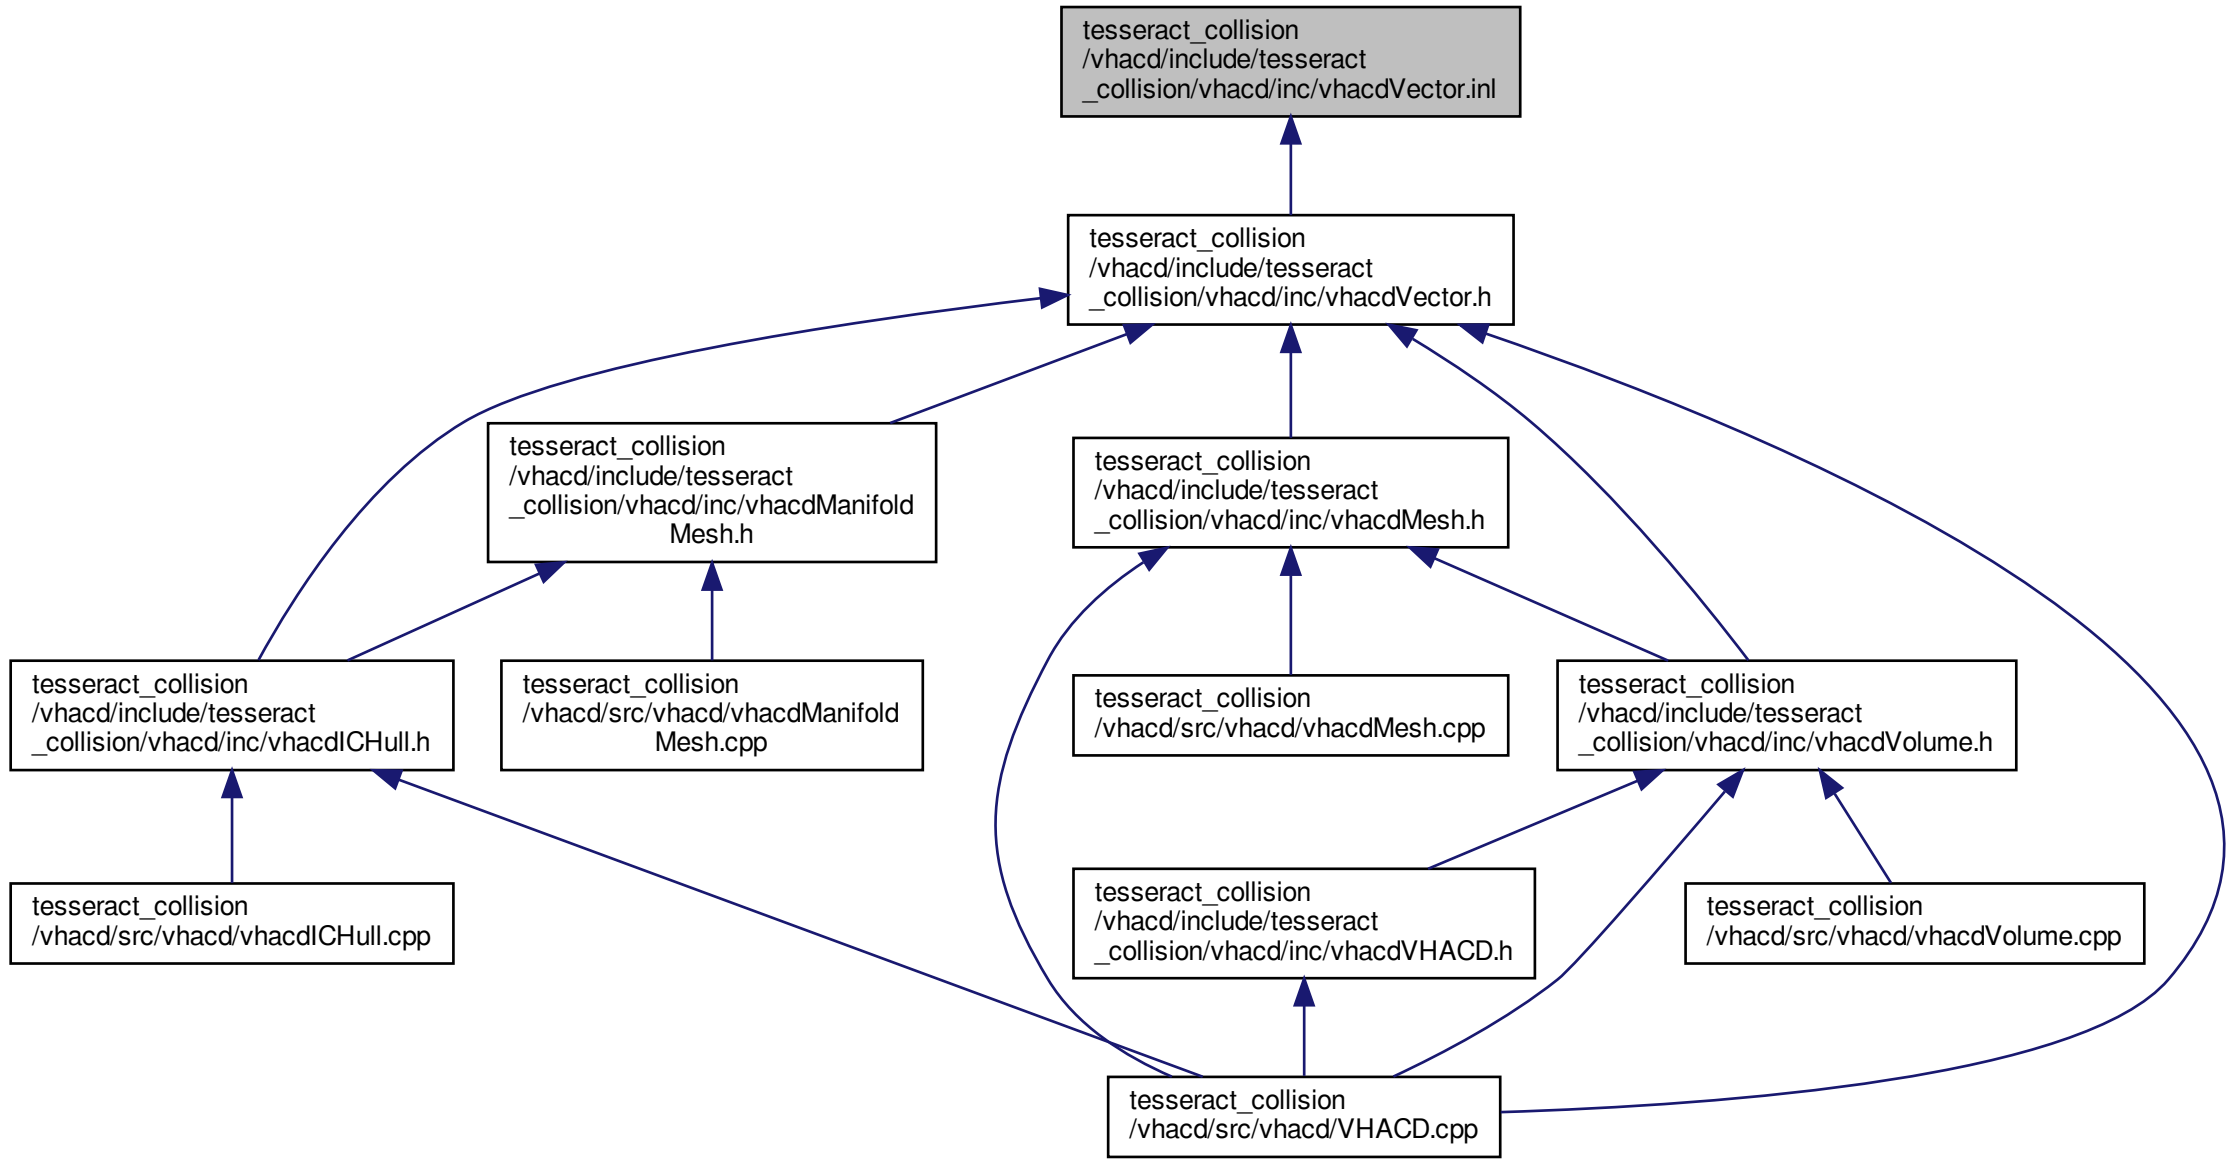 tesseract_collision
/vhacd/include/tesseract
_collision/vhacd/inc/vhacdVector.inl
tesseract_collision
/vhacd/include/tesseract
_collision/vhacd/inc/vhacdVector.h
tesseract_collision
/vhacd/include/tesseract
_collision/vhacd/inc/vhacdManifold
Mesh.h
tesseract_collision
/vhacd/include/tesseract
_collision/vhacd/inc/vhacdMesh.h
tesseract_collision
/vhacd/include/tesseract
_collision/vhacd/inc/vhacdICHull.h
tesseract_collision
/vhacd/src/vhacd/vhacdManifold
Mesh.cpp
tesseract_collision
/vhacd/src/vhacd/vhacdMesh.cpp
tesseract_collision
/vhacd/include/tesseract
_collision/vhacd/inc/vhacdVolume.h
tesseract_collision
/vhacd/src/vhacd/vhacdICHull.cpp
tesseract_collision
/vhacd/include/tesseract
_collision/vhacd/inc/vhacdVHACD.h
tesseract_collision
/vhacd/src/vhacd/vhacdVolume.cpp
tesseract_collision
/vhacd/src/vhacd/VHACD.cpp